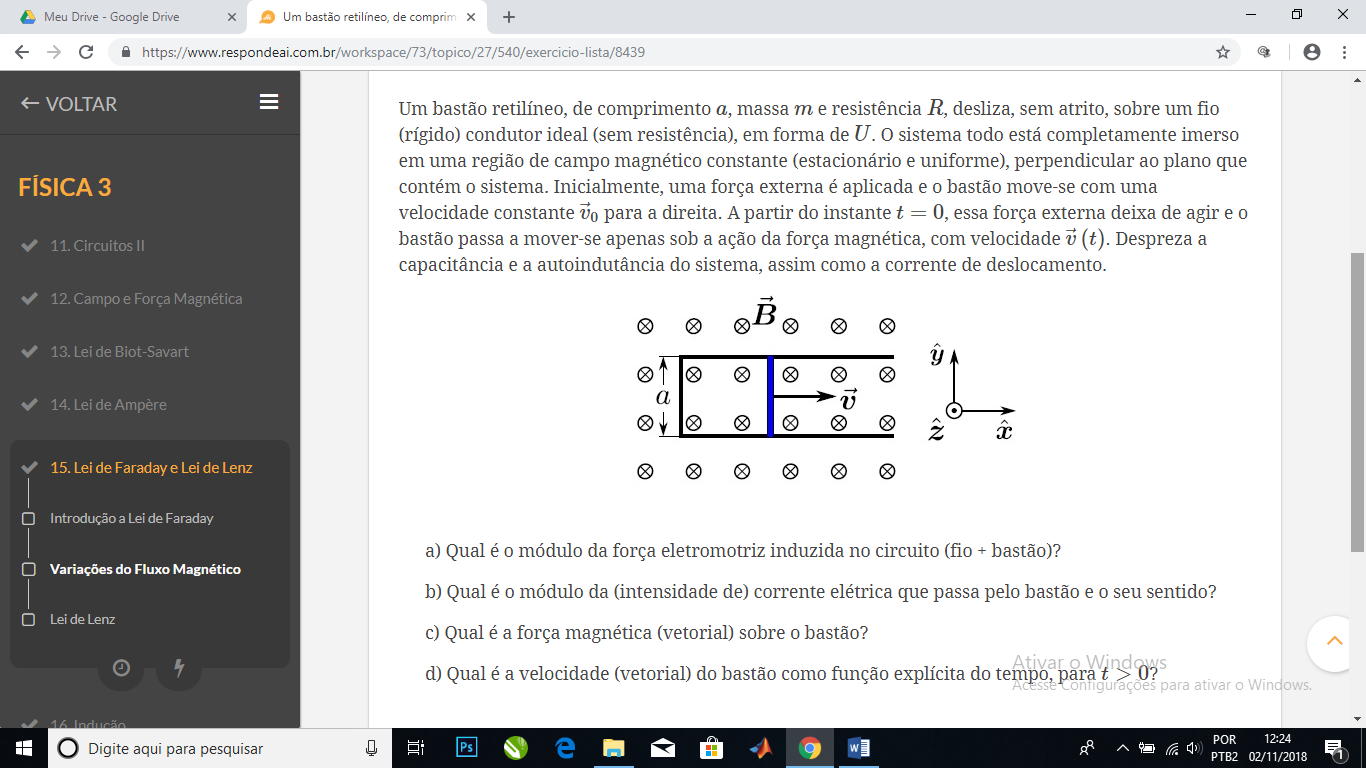 Meu Drive - Google Drive
Um bastão retilíneo, de comprim
https://www.respondeai.com.br/workspace/73/topico/27/540/exercicio-lista/8439
← VOLTAR
FÍSICA 3
11. Circuitos II
12. Campo e Força Magnética
13. Lei de Biot-Savart
14. Lei de Ampère
15. Lei de Faraday e Lei de Lenz
Introdução a Lei de Faraday
Variações do Fluxo Magnético
Lei de Lenz
16. Indução
Um bastão retilíneo, de comprimento a, massa m e resistência R, desliza, sem atrito, sobre um fio
(rígido) condutor ideal (sem resistência), em forma de U. O sistema todo está completamente imerso
em uma região de campo magnético constante (estacionário e uniforme), perpendicular ao plano que
contém o sistema. Inicialmente, uma força externa é aplicada e o bastão move-se com uma
velocidade constante v⃗₀ para a direita. A partir do instante t = 0, essa força externa deixa de agir e o
bastão passa a mover-se apenas sob a ação da força magnética, com velocidade v⃗ (t). Despreza a
capacitância e a autoindutância do sistema, assim como a corrente de deslocamento.
B⃗
a
v⃗
ŷ
ẑ
x̂
a) Qual é o módulo da força eletromotriz induzida no circuito (fio + bastão)?
b) Qual é o módulo da (intensidade de) corrente elétrica que passa pelo bastão e o seu sentido?
c) Qual é a força magnética (vetorial) sobre o bastão?
d) Qual é a velocidade (vetorial) do bastão como função explícita do tempo, para t > 0?
Ativar o Windows
Acesse Configurações para ativar o Windows.
Digite aqui para pesquisar
Ps
POR
PTB2
12:24
02/11/2018
1